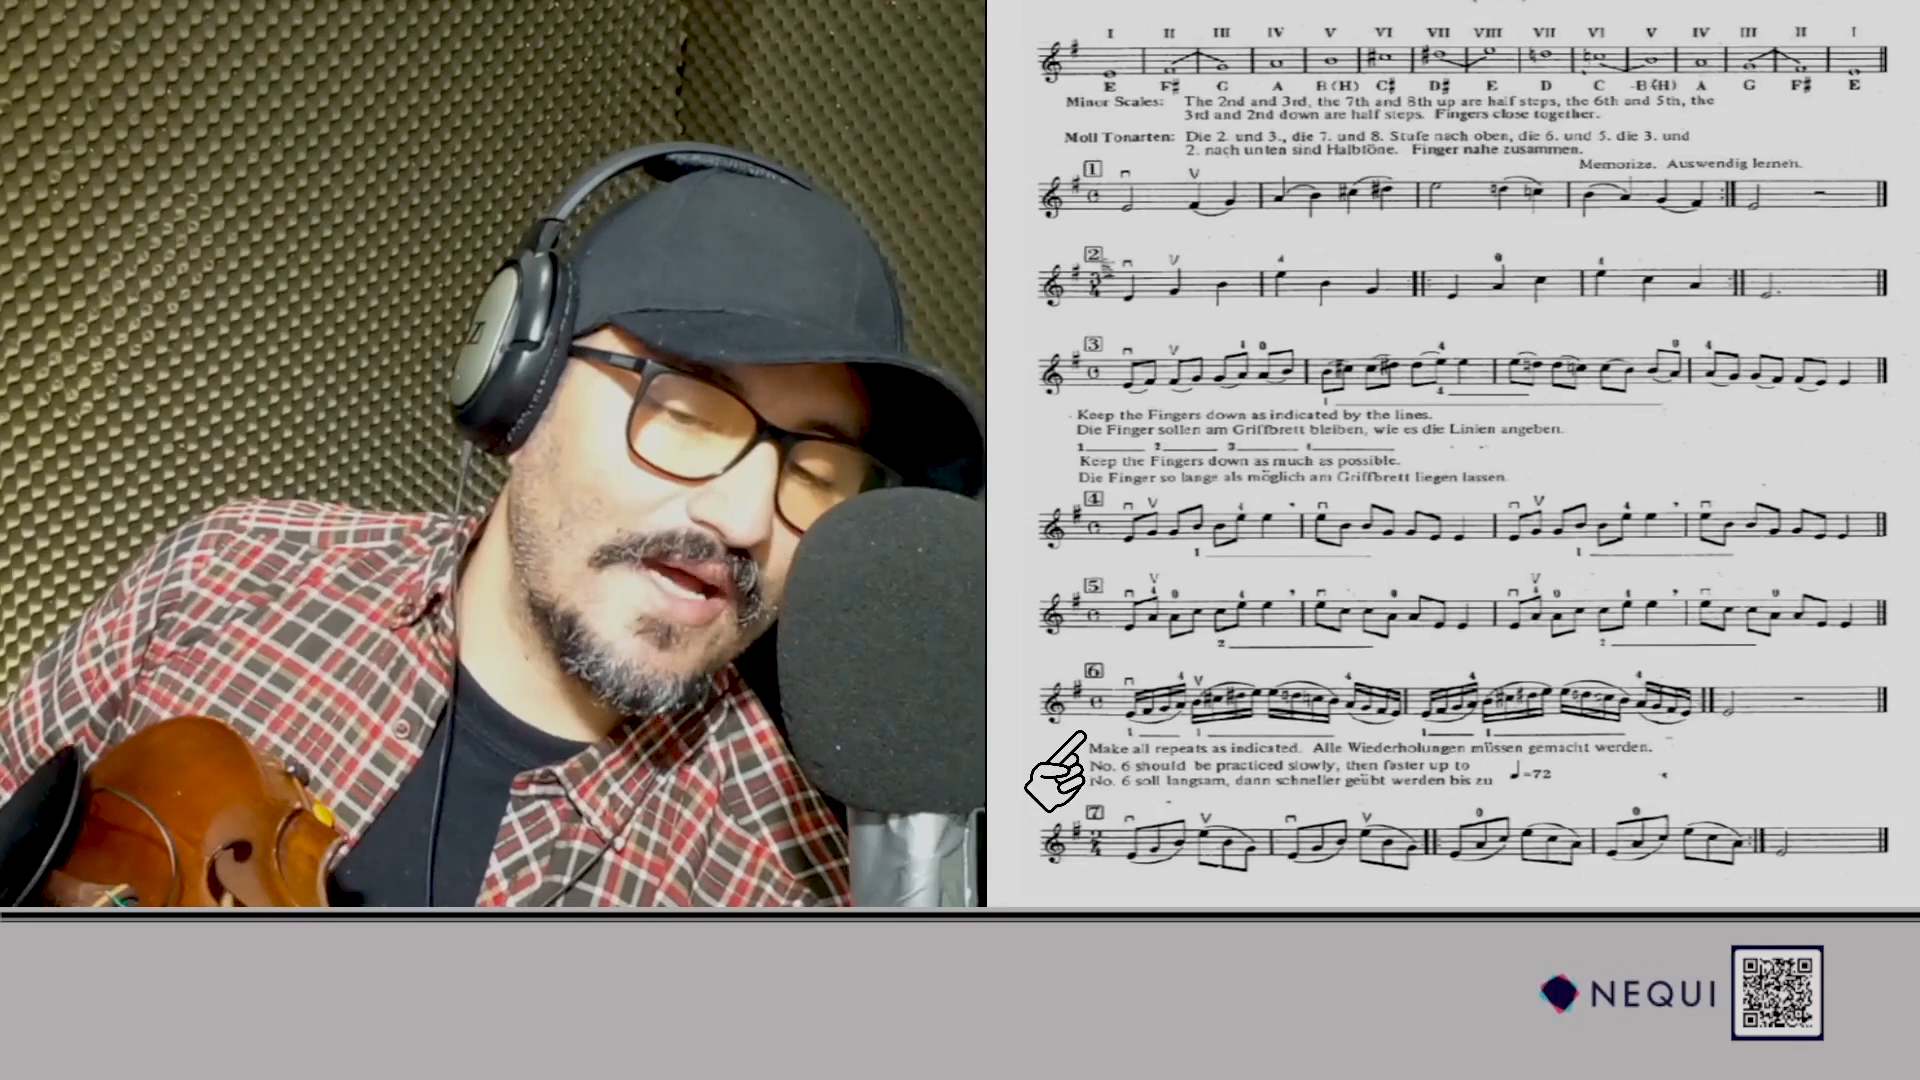 I II III IV V VI VII VIII VII VI V IV III II I
E F# G A B(H) C# D# E D C B(H) A G F# E
Minor Scales: The 2nd and 3rd, the 7th and 8th up are half steps, the 6th and 5th, the
3rd and 2nd down are half steps. Fingers close together.
Moll Tonarten: Die 2. und 3., die 7. und 8. Stufe nach oben, die 6. und 5. die 3. und
2. nach unten sind Halbtöne. Finger nahe zusammen.
Memorize. Auswendig lernen.
1
2
3
Keep the Fingers down as indicated by the lines.
Die Finger sollen am Griffbrett bleiben, wie es die Linien angeben.
1 2 3 4
Keep the Fingers down as much as possible.
Die Finger so lange als möglich am Griffbrett liegen lassen.
4
5
6
Make all repeats as indicated. Alle Wiederholungen müssen gemacht werden.
No. 6 should be practiced slowly, then faster up to
No. 6 soll langsam, dann schneller geübt werden bis zu ♩=72
7
NEQUI